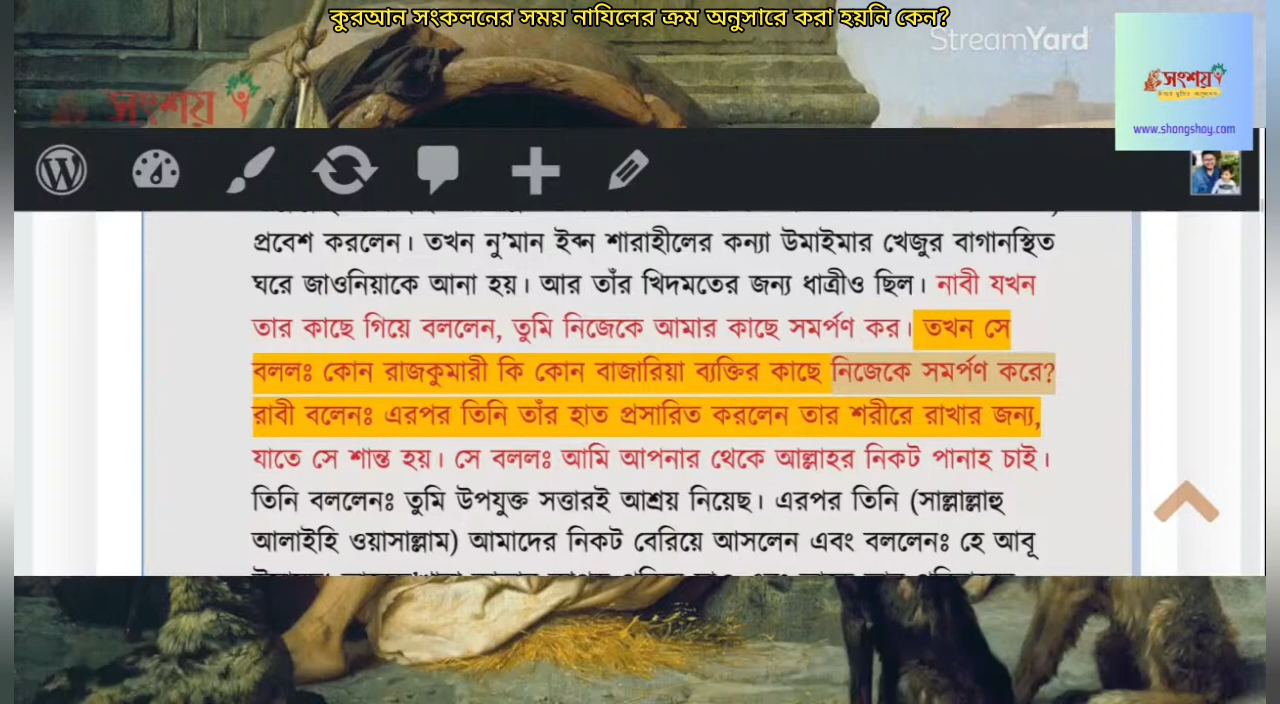 কুরআন সংকলনের সময় নাযিলের ক্রম অনুসারে করা হয়নি কেন?
StreamYard
সংশয়
সংশয়
www.shongshoy.com
প্রবেশ করলেন। তখন নু’মান ইব্ন শারাহীলের কন্যা উমাইমার খেজুর বাগানস্থিত
ঘরে জাওনিয়াকে আনা হয়। আর তাঁর খিদমতের জন্য ধাত্রীও ছিল। নাবী যখন
তার কাছে গিয়ে বললেন, তুমি নিজেকে আমার কাছে সমর্পণ কর। তখন সে
বললঃ কোন রাজকুমারী কি কোন বাজারিয়া ব্যক্তির কাছে নিজেকে সমর্পণ করে?
রাবী বলেনঃ এরপর তিনি তাঁর হাত প্রসারিত করলেন তার শরীরে রাখার জন্য,
যাতে সে শান্ত হয়। সে বললঃ আমি আপনার থেকে আল্লাহর নিকট পানাহ চাই।
তিনি বললেনঃ তুমি উপযুক্ত সত্তারই আশ্রয় নিয়েছ। এরপর তিনি (সাল্লাল্লাহু
আলাইহি ওয়াসাল্লাম) আমাদের নিকট বেরিয়ে আসলেন এবং বললেনঃ হে আবূ